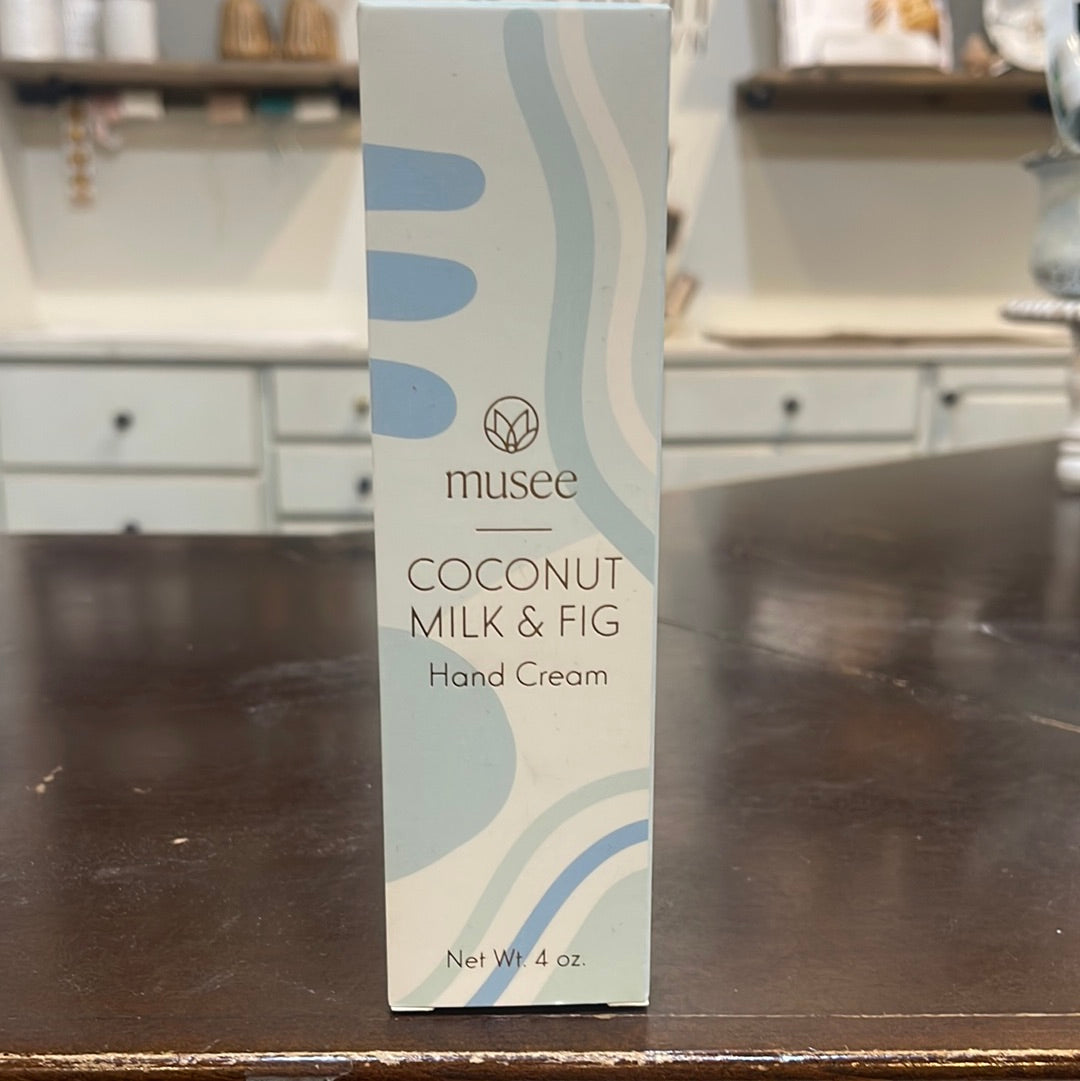 musee
COCONUT
MILK & FIG
Hand Cream
Net Wt. 4 oz.